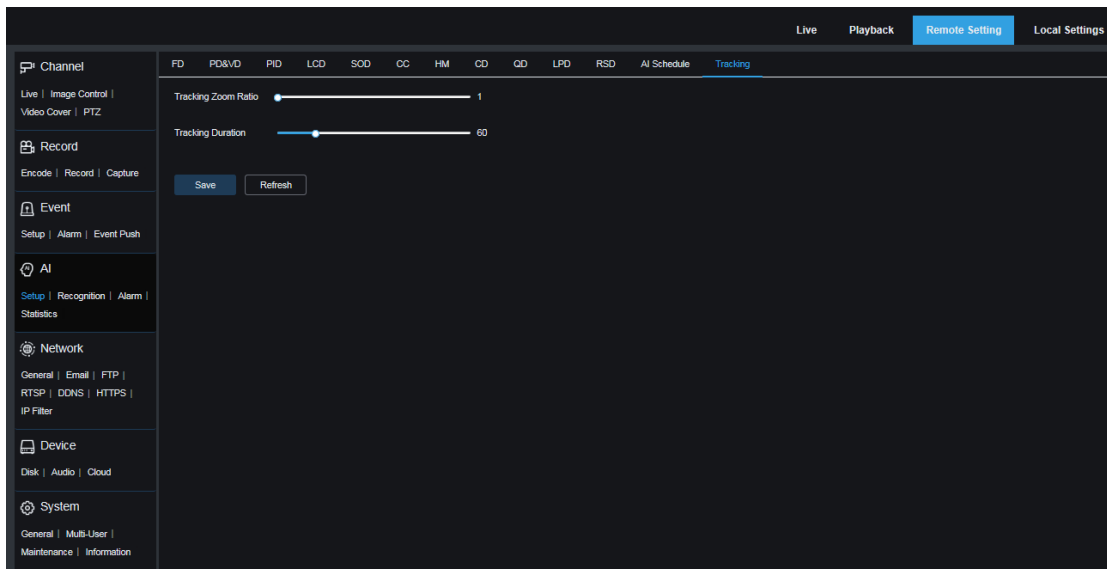 Live Playback Remote Setting Local Settings
Channel
Live | Image Control |
Video Cover | PTZ
Record
Encode | Record | Capture
Event
Setup | Alarm | Event Push
AI
Setup | Recognition | Alarm |
Statistics
Network
General | Email | FTP |
RTSP | DDNS | HTTPS |
IP Filter
Device
Disk | Audio | Cloud
System
General | Multi-User |
Maintenance | Information
FD PD&VD PID LCD SOD CC HM CD QD LPD RSD AI Schedule Tracking
Tracking Zoom Ratio 1
Tracking Duration 60
Save Refresh